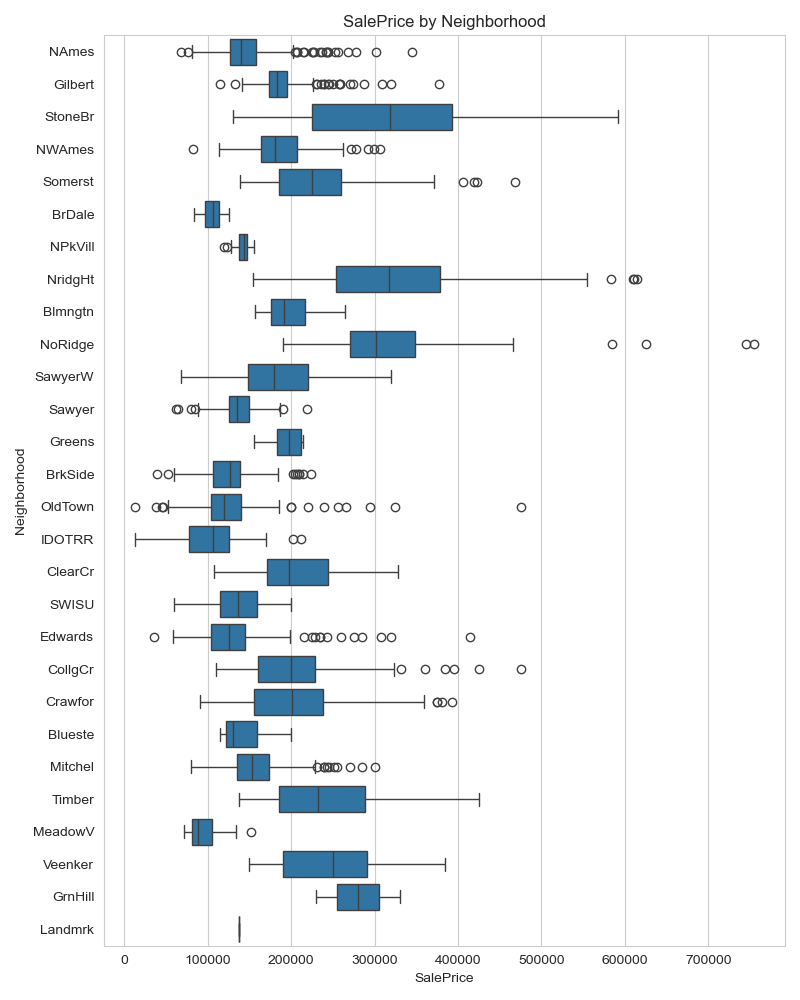 SalePrice by Neighborhood
NAmes
Gilbert
StoneBr
NWAmes
Somerst
BrDale
NPkVill
NridgHt
Blmngtn
NoRidge
SawyerW
Sawyer
Greens
BrkSide
OldTown
IDOTRR
ClearCr
SWISU
Edwards
CollgCr
Crawfor
Blueste
Mitchel
Timber
MeadowV
Veenker
GrnHill
Landmrk
Neighborhood
0 100000 200000 300000 400000 500000 600000 700000
SalePrice